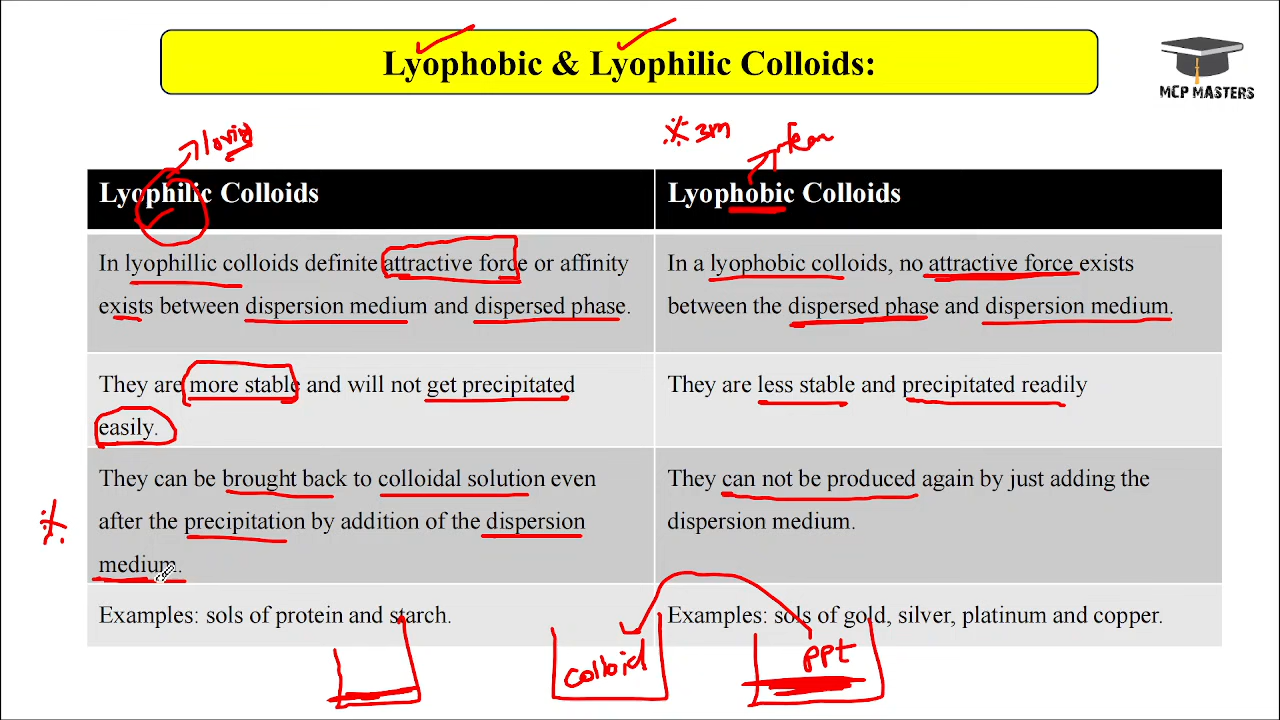 Lyophobic & Lyophilic Colloids:
MCP MASTERS
loving
※ 3m
fear
Lyophilic Colloids
Lyophobic Colloids
In lyophillic colloids definite attractive force or affinity
exists between dispersion medium and dispersed phase.
In a lyophobic colloids, no attractive force exists
between the dispersed phase and dispersion medium.
They are more stable and will not get precipitated
easily.
They are less stable and precipitated readily
They can be brought back to colloidal solution even
after the precipitation by addition of the dispersion
medium.
They can not be produced again by just adding the
dispersion medium.
※
Examples: sols of protein and starch.
Examples: sols of gold, silver, platinum and copper.
colloid
ppt